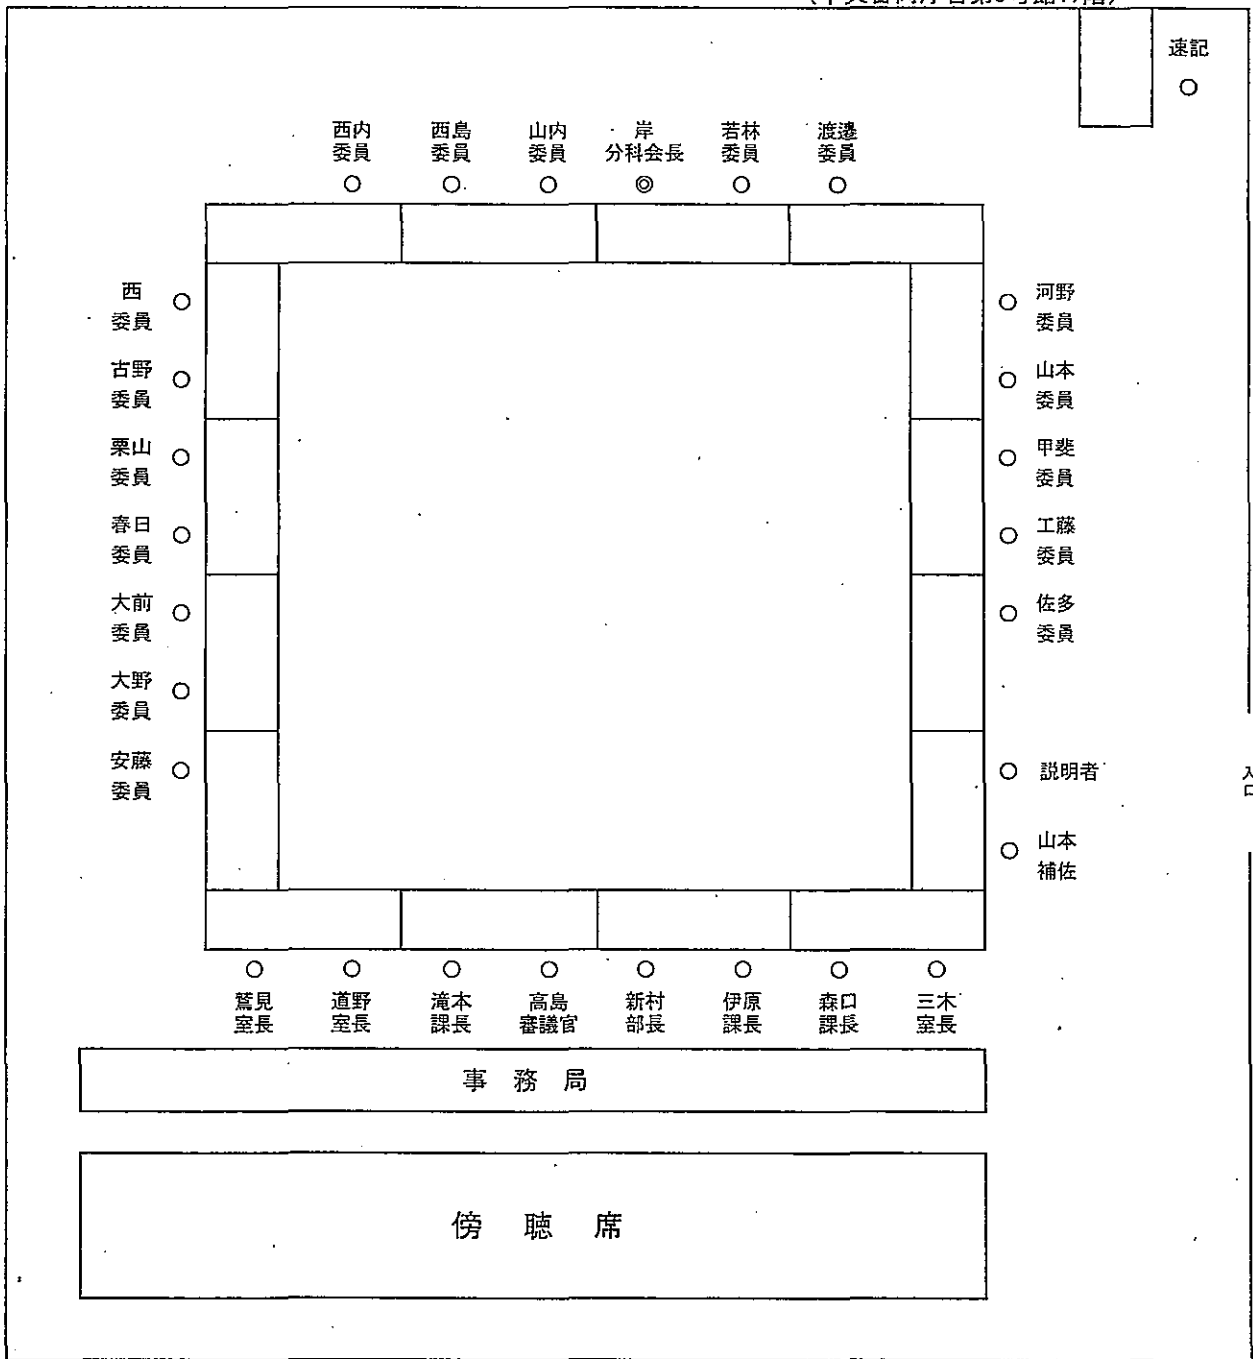 速記
西内 西島 山内 岸 若林 渡邉
委員 委員 委員 分科会長 委員 委員
西
委員
古野
委員
栗山
委員
春日
委員
大前
委員
大野
委員
安藤
委員
河野
委員
山本
委員
甲斐
委員
工藤
委員
佐多
委員
説明者
山本
補佐
入口
鷲見 道野 滝本 高島 新村 伊原 森口 三木
室長 室長 課長 審議官 部長 課長 課長 室長
事務局
傍聴席